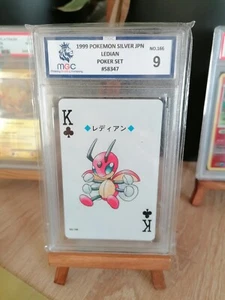 1999 POKEMON SILVER JPN
LEDIAN
POKER SET
#58347
NO.166
9
MGC
K
レディアン
K